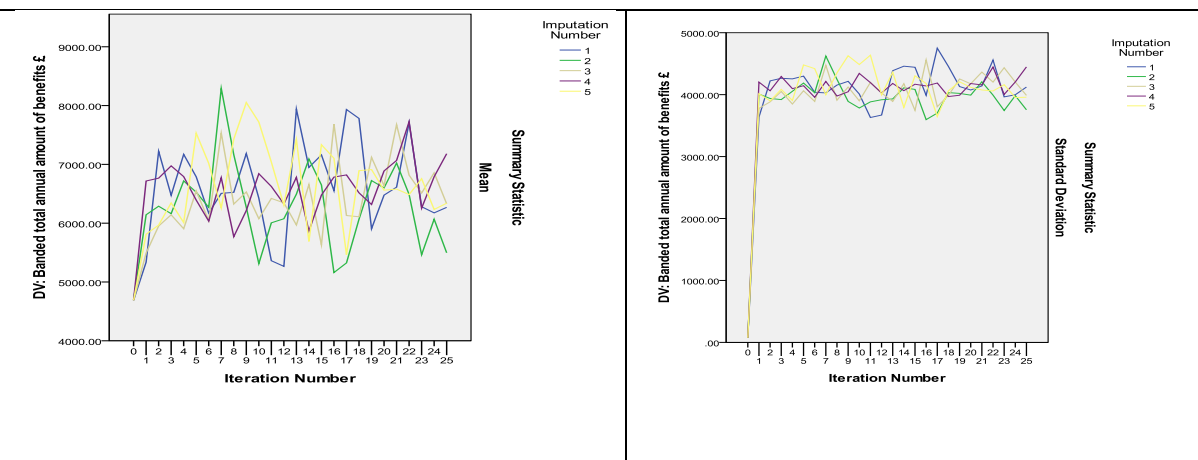 DV: Banded total annual amount of benefits £
9000.00
8000.00
7000.00
6000.00
5000.00
4000.00
0 2 4 6 8 10 12 14 16 18 20 22 24
1 3 5 7 9 11 13 15 17 19 21 23 25
Iteration Number
Summary Statistic
Mean
Imputation
Number
1
2
3
4
5
DV: Banded total annual amount of benefits £
5000.00
4000.00
3000.00
2000.00
1000.00
.00
0 2 4 6 8 10 12 14 16 18 20 22 24
1 3 5 7 9 11 13 15 17 19 21 23 25
Iteration Number
Summary Statistic
Standard Deviation
Imputation
Number
1
2
3
4
5